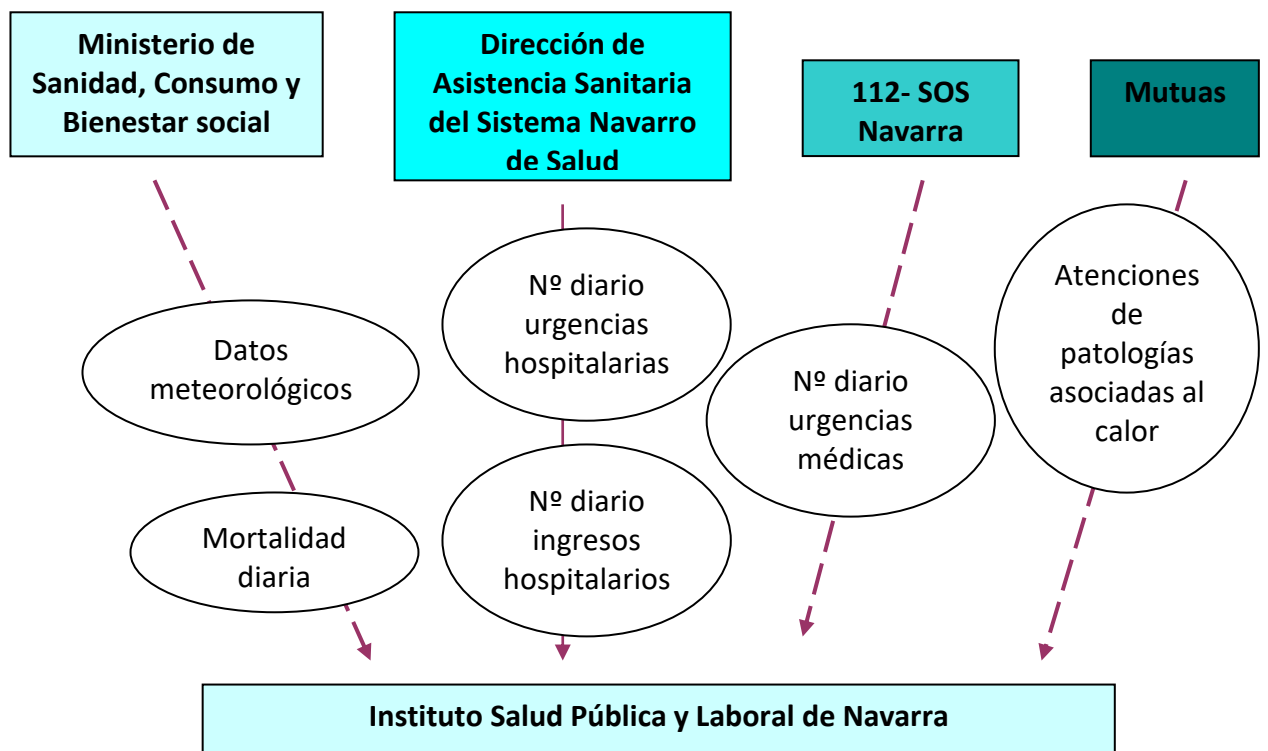 Ministerio de
Sanidad, Consumo y
Bienestar social
Dirección de
Asistencia Sanitaria
del Sistema Navarro
de Salud
112- SOS
Navarra
Mutuas
Datos
meteorológicos
Mortalidad
diaria
Nº diario
urgencias
hospitalarias
Nº diario
ingresos
hospitalarios
Nº diario
urgencias
médicas
Atenciones
de
patologías
asociadas al
calor
Instituto Salud Pública y Laboral de Navarra